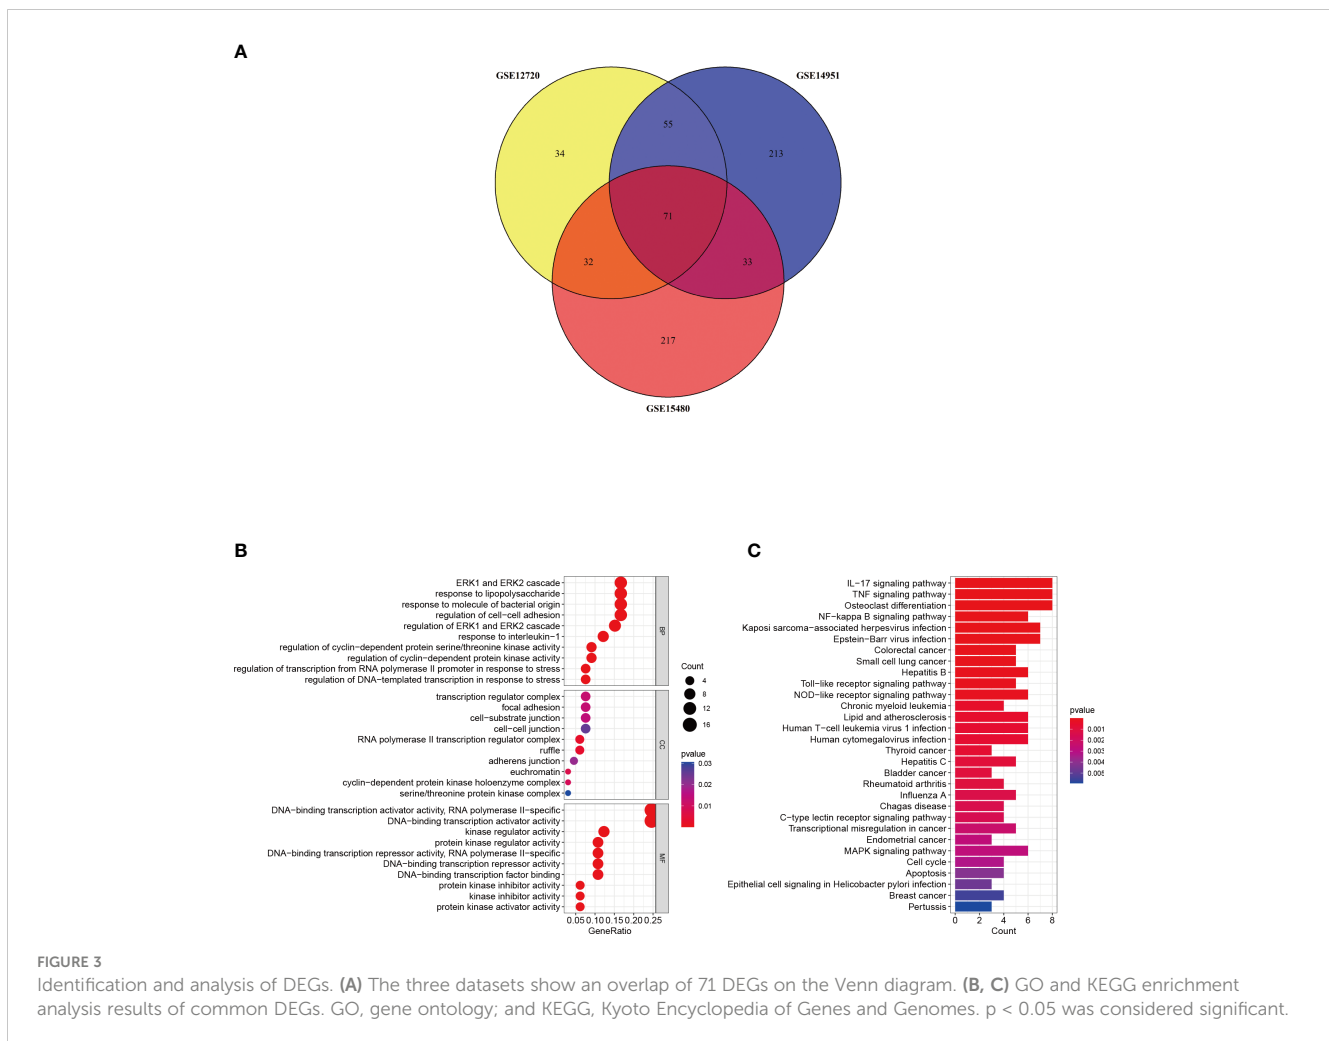 A
GSE12720
GSE14951
55
34
213
71
32
33
217
GSE15480
B
ERK1 and ERK2 cascade
response to lipopolysaccharide
response to molecule of bacterial origin
regulation of cell−cell adhesion
regulation of ERK1 and ERK2 cascade
response to interleukin−1
regulation of cyclin−dependent protein serine/threonine kinase activity
regulation of cyclin−dependent protein kinase activity
regulation of transcription from RNA polymerase II promoter in response to stress
regulation of DNA−templated transcription in response to stress
BP
transcription regulator complex
focal adhesion
cell−substrate junction
cell−cell junction
RNA polymerase II transcription regulator complex
ruffle
adherens junction
euchromatin
cyclin−dependent protein kinase holoenzyme complex
serine/threonine protein kinase complex
CC
DNA−binding transcription activator activity, RNA polymerase II−specific
DNA−binding transcription activator activity
kinase regulator activity
protein kinase regulator activity
DNA−binding transcription repressor activity, RNA polymerase II−specific
DNA−binding transcription repressor activity
DNA−binding transcription factor binding
protein kinase inhibitor activity
kinase inhibitor activity
protein kinase activator activity
MF
0.05 0.10 0.15 0.20 0.25
GeneRatio
Count
4
8
12
16
pvalue
0.03
0.02
0.01
C
IL−17 signaling pathway
TNF signaling pathway
Osteoclast differentiation
NF−kappa B signaling pathway
Kaposi sarcoma−associated herpesvirus infection
Epstein−Barr virus infection
Colorectal cancer
Small cell lung cancer
Hepatitis B
Toll−like receptor signaling pathway
NOD−like receptor signaling pathway
Chronic myeloid leukemia
Lipid and atherosclerosis
Human T−cell leukemia virus 1 infection
Human cytomegalovirus infection
Thyroid cancer
Hepatitis C
Bladder cancer
Rheumatoid arthritis
Influenza A
Chagas disease
C−type lectin receptor signaling pathway
Transcriptional misregulation in cancer
Endometrial cancer
MAPK signaling pathway
Cell cycle
Apoptosis
Epithelial cell signaling in Helicobacter pylori infection
Breast cancer
Pertussis
0 2 4 6 8
Count
pvalue
0.001
0.002
0.003
0.004
0.005
FIGURE 3
Identification and analysis of DEGs. (A) The three datasets show an overlap of 71 DEGs on the Venn diagram. (B, C) GO and KEGG enrichment
analysis results of common DEGs. GO, gene ontology; and KEGG, Kyoto Encyclopedia of Genes and Genomes. p < 0.05 was considered significant.